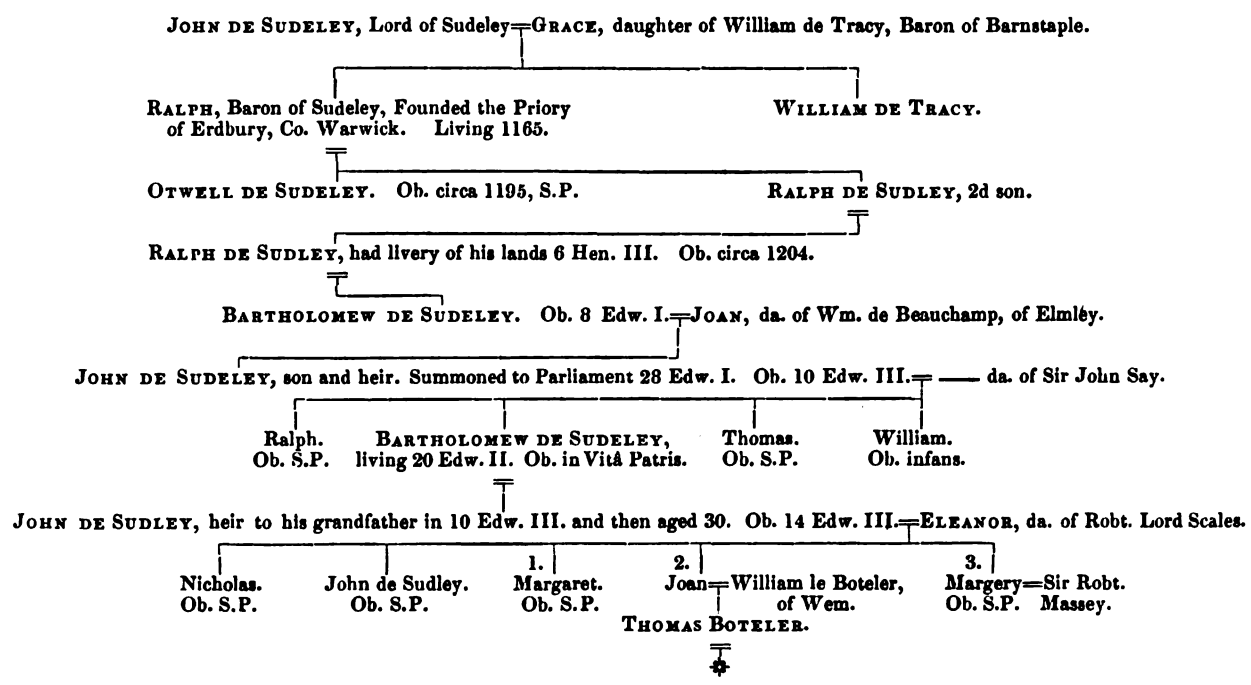 JOHN DE SUDELEY, Lord of Sudeley=GRACE, daughter of William de Tracy, Baron of Barnstaple.
RALPH, Baron of Sudeley, Founded the Priory
of Erdbury, Co. Warwick. Living 1165.
WILLIAM DE TRACY.
OTWELL DE SUDELEY. Ob. circa 1195, S.P.
RALPH DE SUDLEY, 2d son.
RALPH DE SUDLEY, had livery of his lands 6 Hen. III. Ob. circa 1204.
BARTHOLOMEW DE SUDELEY. Ob. 8 Edw. I.=JOAN, da. of Wm. de Beauchamp, of Elmley.
JOHN DE SUDELEY, son and heir. Summoned to Parliament 28 Edw. I. Ob. 10 Edw. III.= —— da. of Sir John Say.
Ralph.
Ob. S.P.
BARTHOLOMEW DE SUDELEY,
living 20 Edw. II. Ob. in Vitâ Patris.
Thomas.
Ob. S.P.
William.
Ob. infans.
JOHN DE SUDLEY, heir to his grandfather in 10 Edw. III. and then aged 30. Ob. 14 Edw. III.=ELEANOR, da. of Robt. Lord Scales.
Nicholas.
Ob. S.P.
John de Sudley.
Ob. S.P.
1.
Margaret.
Ob. S.P.
2.
Joan=William le Boteler,
of Wem.
3.
Margery=Sir Robt.
Ob. S.P. Massey.
THOMAS BOTELER.